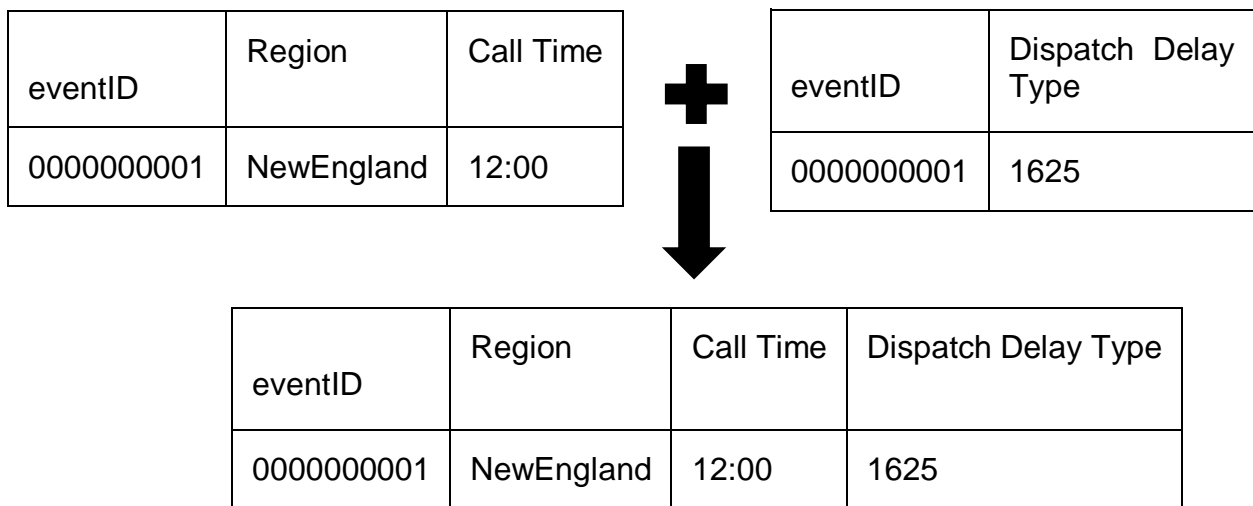 eventID Region Call Time
0000000001 NewEngland 12:00
eventID Dispatch Delay
Type
0000000001 1625
eventID Region Call Time Dispatch Delay Type
0000000001 NewEngland 12:00 1625